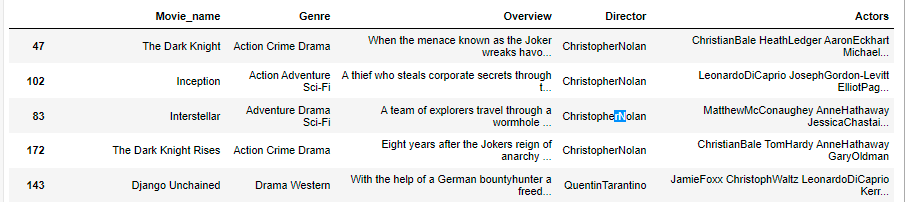 Movie_name Genre Overview Director Actors
47 The Dark Knight Action Crime Drama When the menace known as the Joker wreaks havo... ChristopherNolan ChristianBale HeathLedger AaronEckhart Michael...
102 Inception Action Adventure Sci-Fi A thief who steals corporate secrets through t... ChristopherNolan LeonardoDiCaprio JosephGordon-Levitt ElliotPag...
83 Interstellar Adventure Drama Sci-Fi A team of explorers travel through a wormhole ... ChristopherNolan MatthewMcConaughey AnneHathaway JessicaChastai...
172 The Dark Knight Rises Action Crime Drama Eight years after the Jokers reign of anarchy ... ChristopherNolan ChristianBale TomHardy AnneHathaway GaryOldman
143 Django Unchained Drama Western With the help of a German bountyhunter a freed... QuentinTarantino JamieFoxx ChristophWaltz LeonardoDiCaprio Kerr...